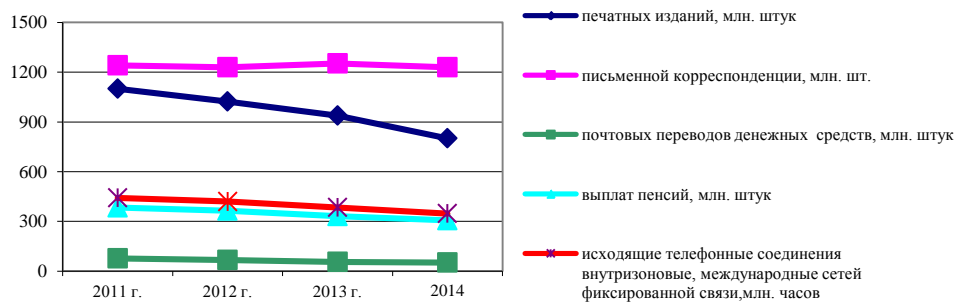 1500
1200
900
600
300
0
2011 г.
2012 г.
2013 г.
2014
печатных изданий, млн. штук
письменной корреспонденции, млн. шт.
почтовых переводов денежных средств, млн. штук
выплат пенсий, млн. штук
исходящие телефонные соединения
внутризоновые, международные сетей
фиксированной связи,млн. часов